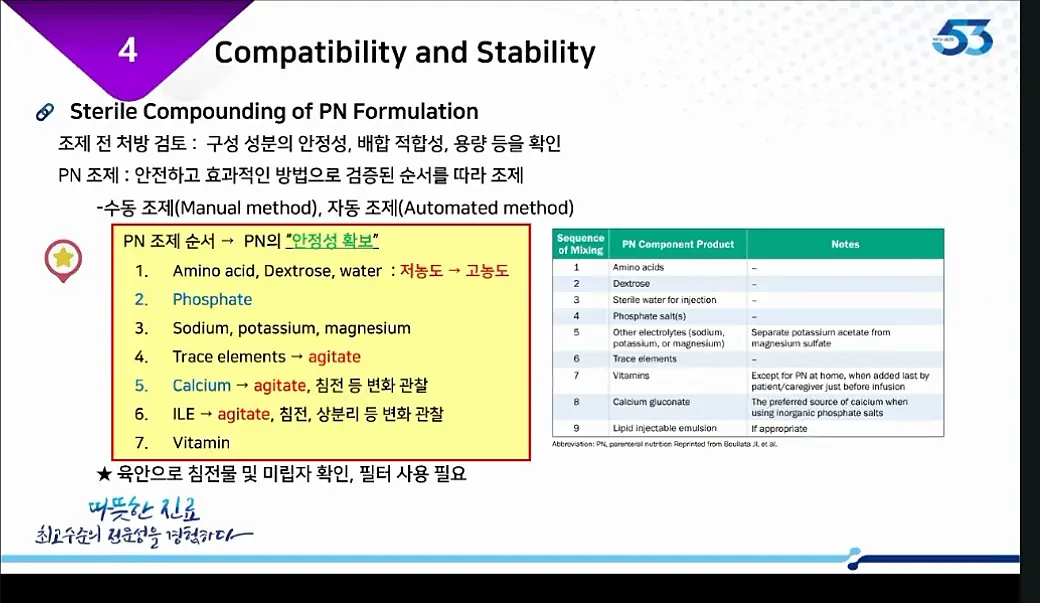 4
Compatibility and Stability
53
Sterile Compounding of PN Formulation
조제 전 처방 검토 : 구성 성분의 안정성, 배합 적합성, 용량 등을 확인
PN 조제 : 안전하고 효과적인 방법으로 검증된 순서를 따라 조제
-수동 조제(Manual method), 자동 조제(Automated method)
PN 조제 순서 → PN의 "안정성 확보"
1. Amino acid, Dextrose, water : 저농도 → 고농도
2. Phosphate
3. Sodium, potassium, magnesium
4. Trace elements → agitate
5. Calcium → agitate, 침전 등 변화 관찰
6. ILE → agitate, 침전, 상분리 등 변화 관찰
7. Vitamin
★ 육안으로 침전물 및 미립자 확인, 필터 사용 필요
Sequence of Mixing PN Component Product Notes
1 Amino acids –
2 Dextrose –
3 Sterile water for injection –
4 Phosphate salt(s) –
5 Other electrolytes (sodium, potassium, or magnesium) Separate potassium acetate from magnesium sulfate
6 Trace elements –
7 Vitamins Except for PN at home, when added last by patient/caregiver just before infusion
8 Calcium gluconate The preferred source of calcium when using inorganic phosphate salts
9 Lipid injectable emulsion If appropriate
Abbreviation: PN, parenteral nutrition Reprinted from Boullata JI, et al.
따뜻한 진료
최고수준의 전문성을 경험하다